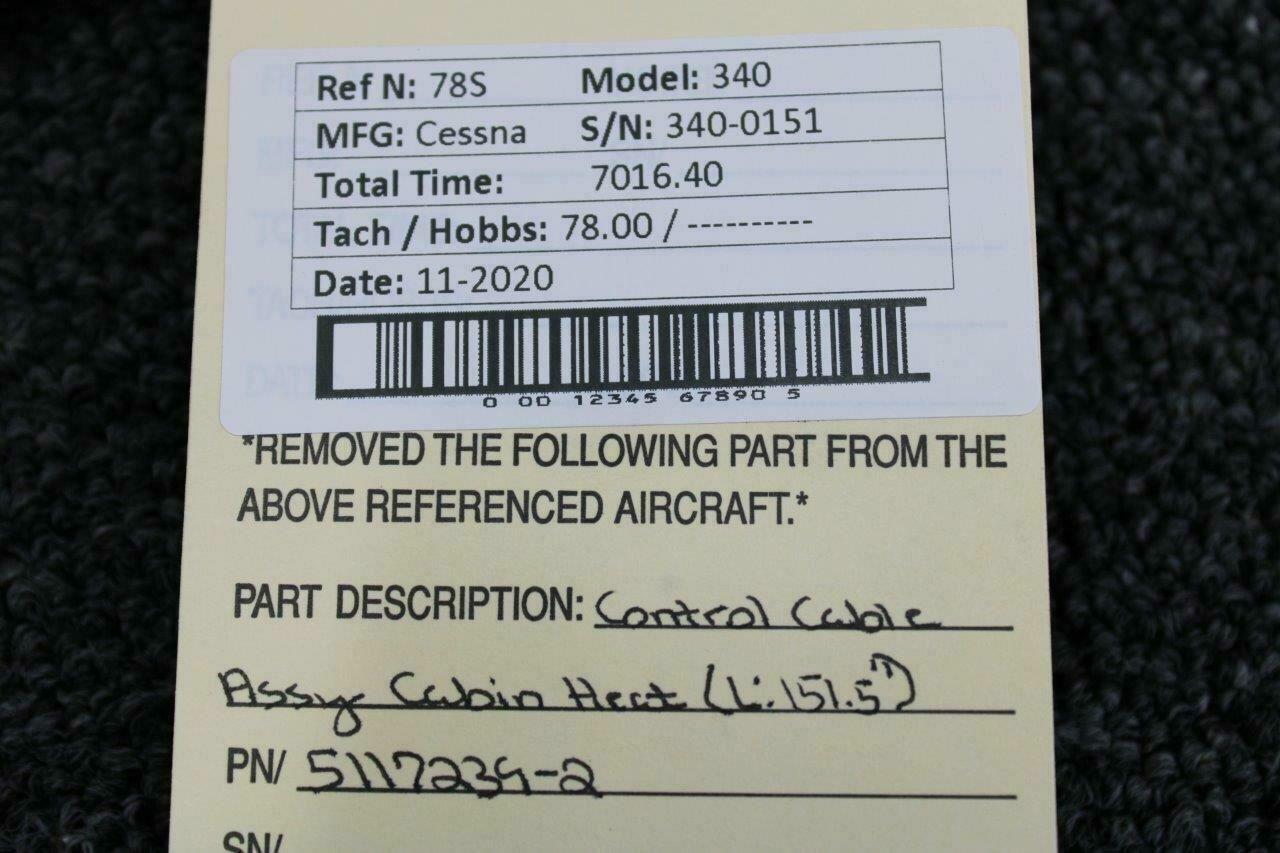 Ref N: 78S Model: 340
MFG: Cessna S/N: 340-0151
Total Time: 7016.40
Tach / Hobbs: 78.00 / ----------
Date: 11-2020
0 00 12345 67890 5
*REMOVED THE FOLLOWING PART FROM THE
ABOVE REFERENCED AIRCRAFT.*
PART DESCRIPTION: Control Cable
Assy Cabin Heat (L:151.5")
PN/ 5117239-2
SN/